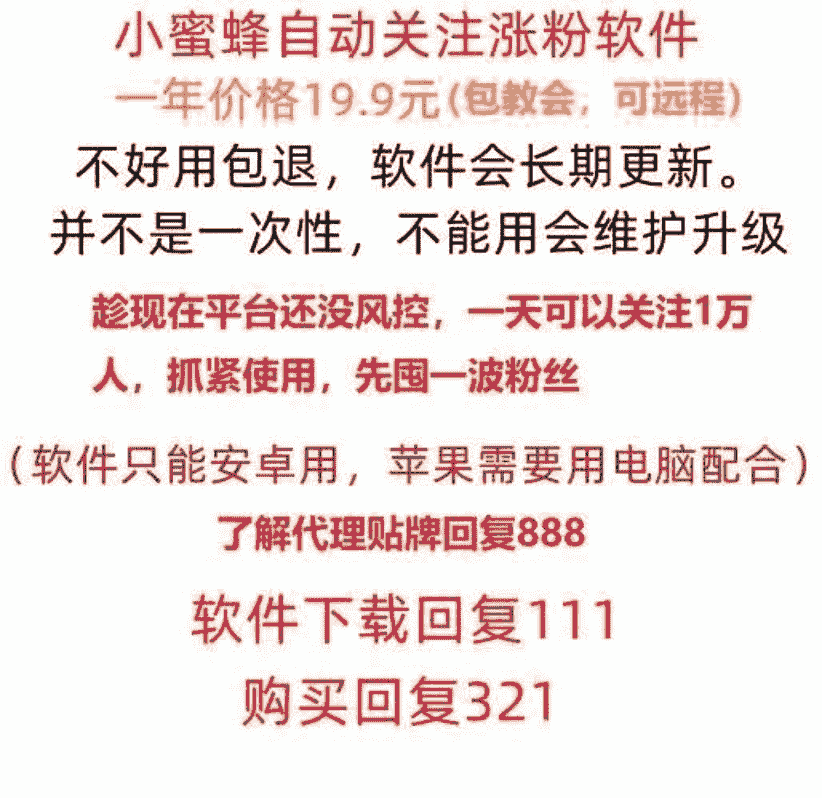 小蜜蜂自动关注涨粉软件
一年价格19.9元(包教会，可远程)
不好用包退，软件会长期更新。
并不是一次性，不能用会维护升级
趁现在平台还没风控，一天可以关注1万
人，抓紧使用，先囤一波粉丝
（软件只能安卓用，苹果需要用电脑配合）
了解代理贴牌回复888
软件下载回复111
购买回复321